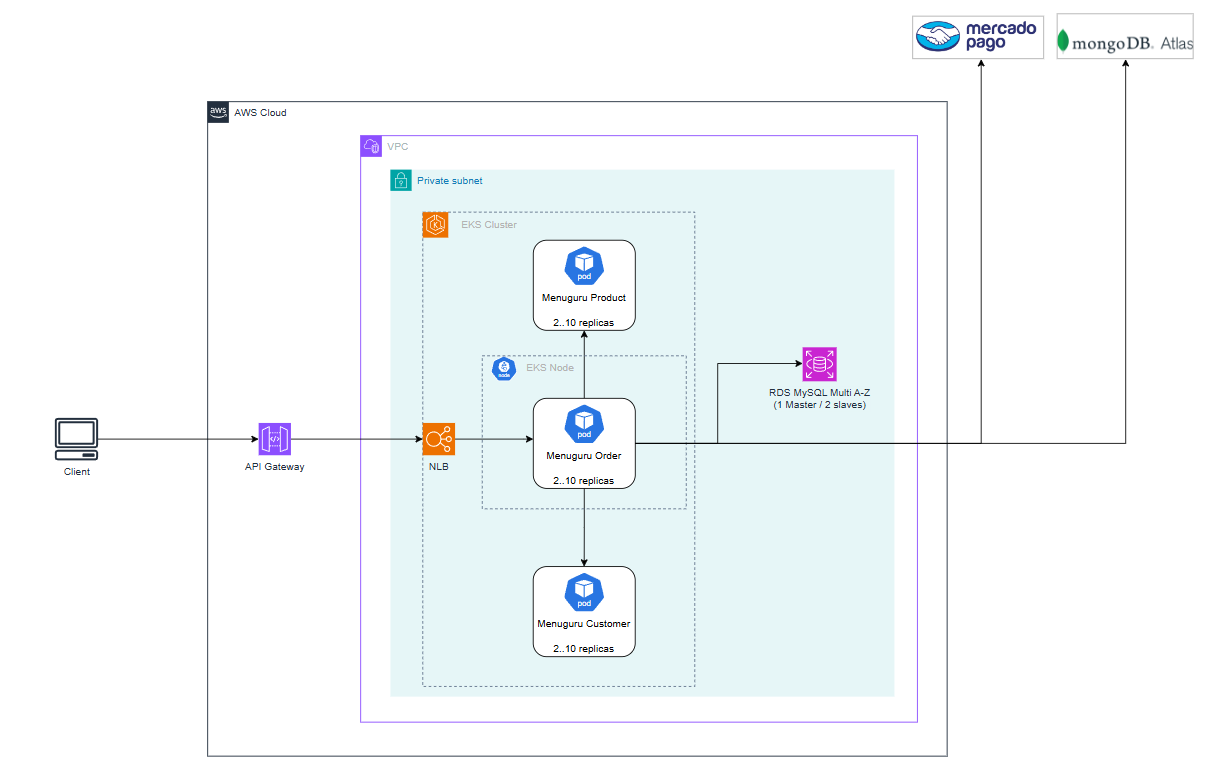 mercado
pago
mongoDB. Atlas
aws
AWS Cloud
VPC
Private subnet
EKS Cluster
pod
Menuguru Product
2..10 replicas
node
EKS Node
pod
Menuguru Order
2..10 replicas
RDS MySQL Multi A-Z
(1 Master / 2 slaves)
Client
API Gateway
NLB
pod
Menuguru Customer
2..10 replicas